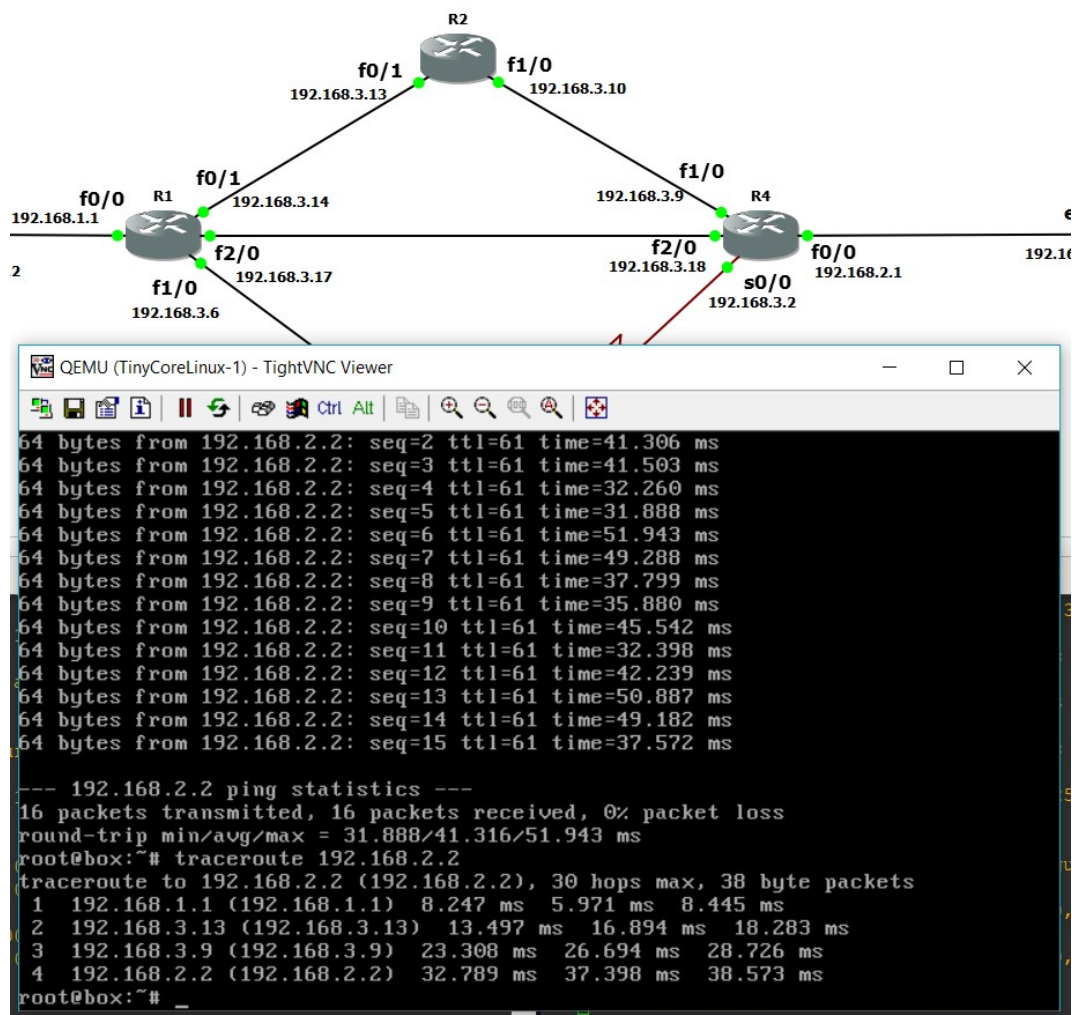 R2
f0/1
f1/0
192.168.3.13
192.168.3.10
f0/1
f1/0
f0/0
R1
192.168.3.14
192.168.3.9
R4
192.168.1.1
f2/0
f2/0
f0/0
192.168.3.17
192.168.3.18
192.168.2.1
f1/0
s0/0
192.168.3.6
192.168.3.2
QEMU (TinyCoreLinux-1) - TightVNC Viewer
Ctrl Alt
64 bytes from 192.168.2.2: seq=2 ttl=61 time=41.306 ms
64 bytes from 192.168.2.2: seq=3 ttl=61 time=41.503 ms
64 bytes from 192.168.2.2: seq=4 ttl=61 time=32.260 ms
64 bytes from 192.168.2.2: seq=5 ttl=61 time=31.888 ms
64 bytes from 192.168.2.2: seq=6 ttl=61 time=51.943 ms
64 bytes from 192.168.2.2: seq=7 ttl=61 time=49.288 ms
64 bytes from 192.168.2.2: seq=8 ttl=61 time=37.799 ms
64 bytes from 192.168.2.2: seq=9 ttl=61 time=35.880 ms
64 bytes from 192.168.2.2: seq=10 ttl=61 time=45.542 ms
64 bytes from 192.168.2.2: seq=11 ttl=61 time=32.398 ms
64 bytes from 192.168.2.2: seq=12 ttl=61 time=42.239 ms
64 bytes from 192.168.2.2: seq=13 ttl=61 time=50.887 ms
64 bytes from 192.168.2.2: seq=14 ttl=61 time=49.182 ms
64 bytes from 192.168.2.2: seq=15 ttl=61 time=37.572 ms
--- 192.168.2.2 ping statistics ---
16 packets transmitted, 16 packets received, 0% packet loss
round-trip min/avg/max = 31.888/41.316/51.943 ms
root@box:~# traceroute 192.168.2.2
traceroute to 192.168.2.2 (192.168.2.2), 30 hops max, 38 byte packets
1 192.168.1.1 (192.168.1.1) 8.247 ms 5.971 ms 8.445 ms
2 192.168.3.13 (192.168.3.13) 13.497 ms 16.894 ms 18.283 ms
3 192.168.3.9 (192.168.3.9) 23.308 ms 26.694 ms 28.726 ms
4 192.168.2.2 (192.168.2.2) 32.789 ms 37.398 ms 38.573 ms
root@box:~# _